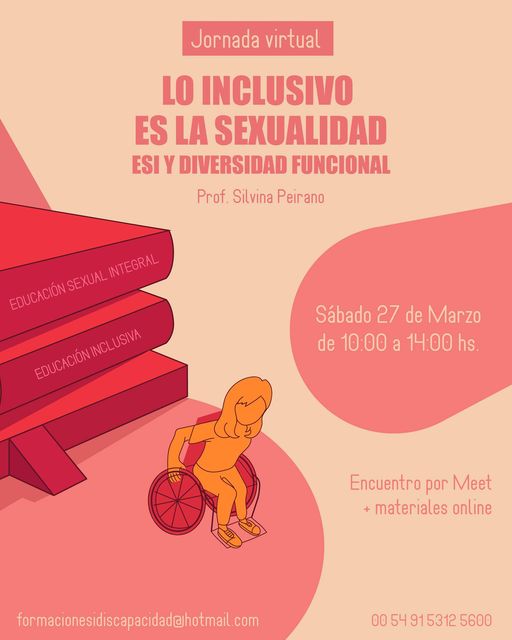 Jornada virtual
LO INCLUSIVO
ES LA SEXUALIDAD
ESI Y DIVERSIDAD FUNCIONAL
Prof. Silvina Peirano
EDUCACIÓN SEXUAL INTEGRAL
EDUCACIÓN INCLUSIVA
Sábado 27 de Marzo
de 10:00 a 14:00 hs.
Encuentro por Meet
+ materiales online
formacionesidiscapacidad@hotmail.com
00 54 91 5312 5600